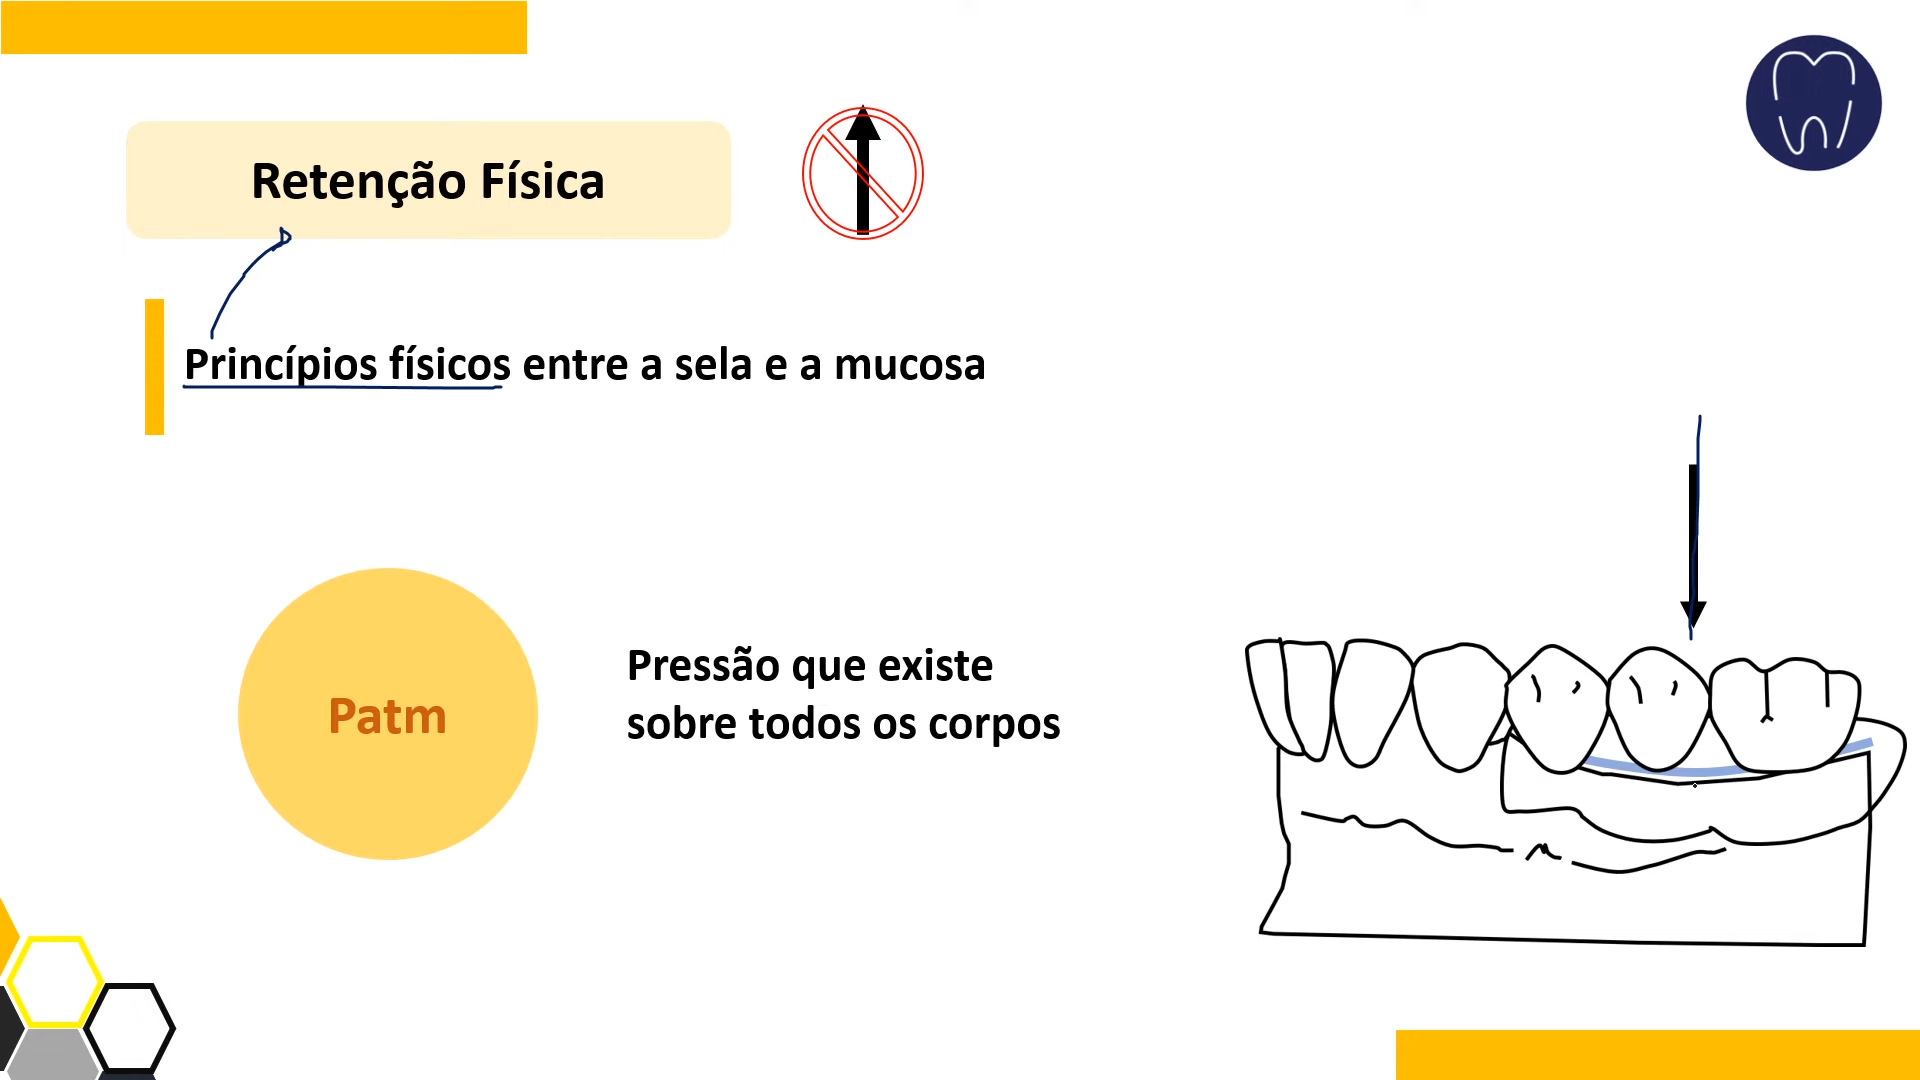 Retenção Física
Princípios físicos entre a sela e a mucosa
Patm
Pressão que existe
sobre todos os corpos